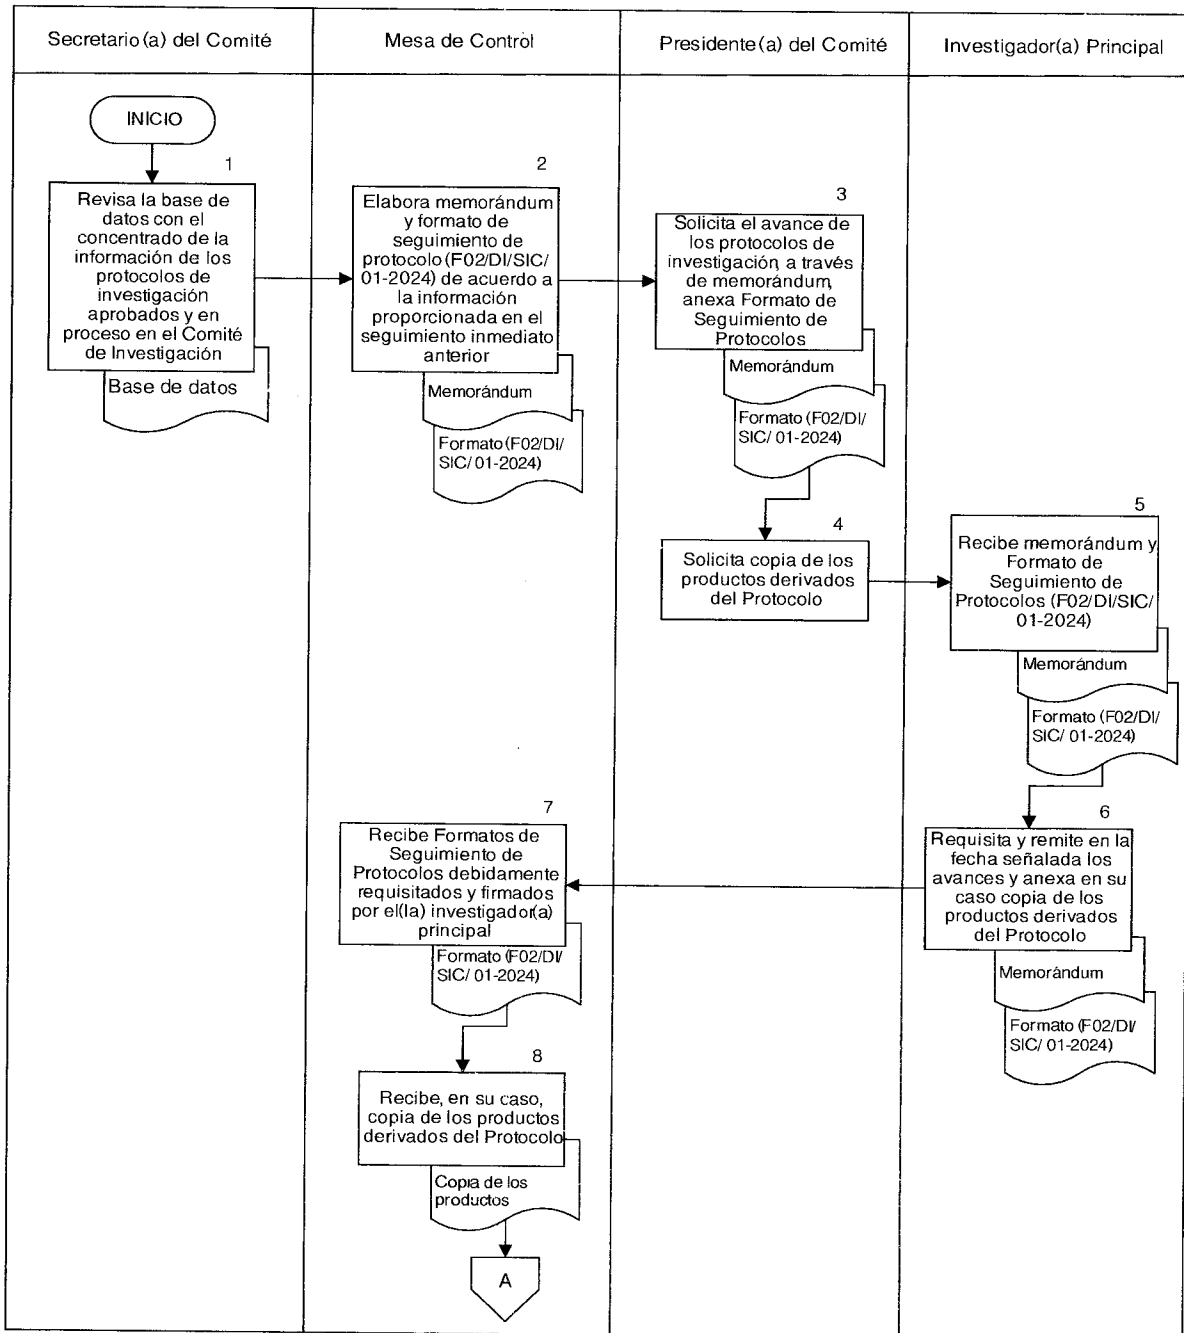 Secretario(a) del Comité
Mesa de Control
Presidente(a) del Comité
Investigador(a) Principal
INICIO
1
Revisa la base de
datos con el
concentrado de la
información de los
protocolos de
investigación
aprobados y en
proceso en el Comité
de Investigación
Base de datos
2
Elabora memorándum
y formato de
seguimiento de
protocolo (F02/DI/SIC/
01-2024) de acuerdo a
la información
proporcionada en el
seguimiento inmediato
anterior
Memorándum
Formato (F02/DI/
SIC/ 01-2024)
3
Solicita el avance de
los protocolos de
investigación, a través
de memorándum,
anexa Formato de
Seguimiento de
Protocolos
Memorándum
Formato (F02/DI/
SIC/ 01-2024)
4
Solicita copia de los
productos derivados
del Protocolo
5
Recibe memorándum y
Formato de
Seguimiento de
Protocolos (F02/DI/SIC/
01-2024)
Memorándum
Formato (F02/DI/
SIC/ 01-2024)
6
Requisita y remite en la
fecha señalada los
avances y anexa en su
caso copia de los
productos derivados
del Protocolo
Memorándum
Formato (F02/DI/
SIC/ 01-2024)
7
Recibe Formatos de
Seguimiento de
Protocolos debidamente
requisitados y firmados
por el(la) investigador(a)
principal
Formato (F02/DI/
SIC/ 01-2024)
8
Recibe, en su caso,
copia de los productos
derivados del Protocolo
Copia de los
productos
A